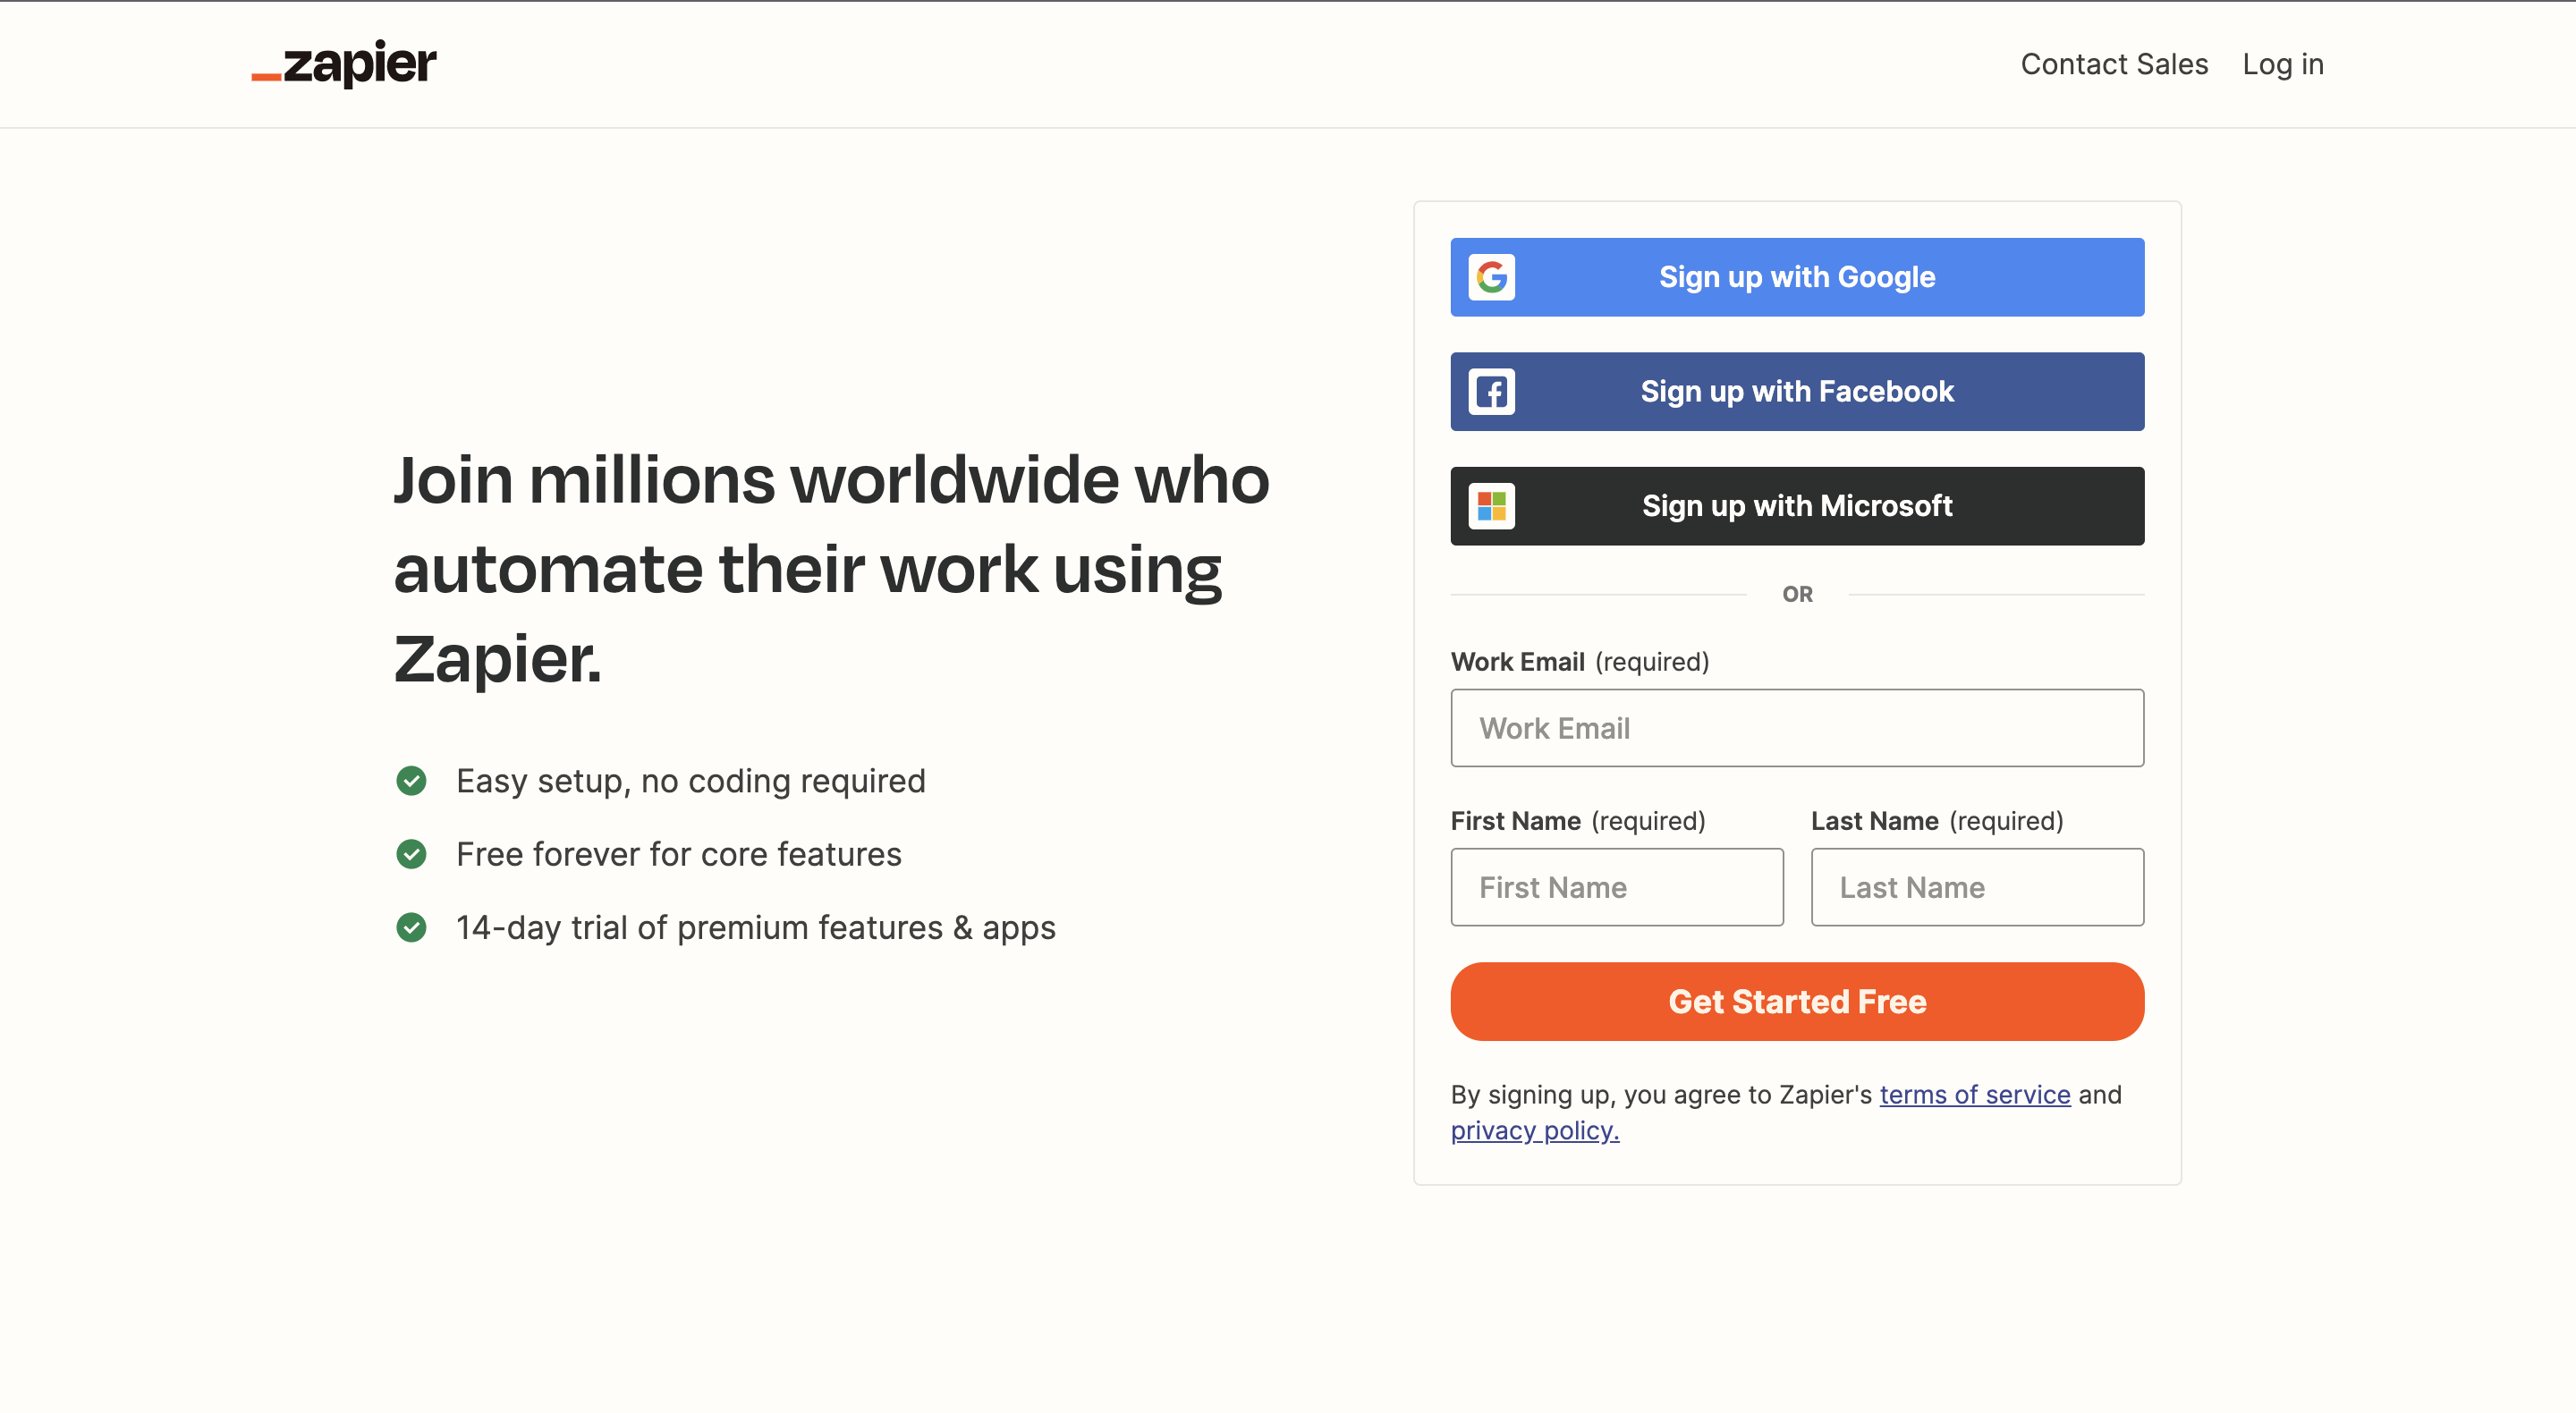 zapier
Contact Sales
Log in
Join millions worldwide who
automate their work using
Zapier.
Easy setup, no coding required
Free forever for core features
14-day trial of premium features & apps
Sign up with Google
Sign up with Facebook
Sign up with Microsoft
OR
Work Email (required)
Work Email
First Name (required)
First Name
Last Name (required)
Last Name
Get Started Free
By signing up, you agree to Zapier's terms of service and
privacy policy.